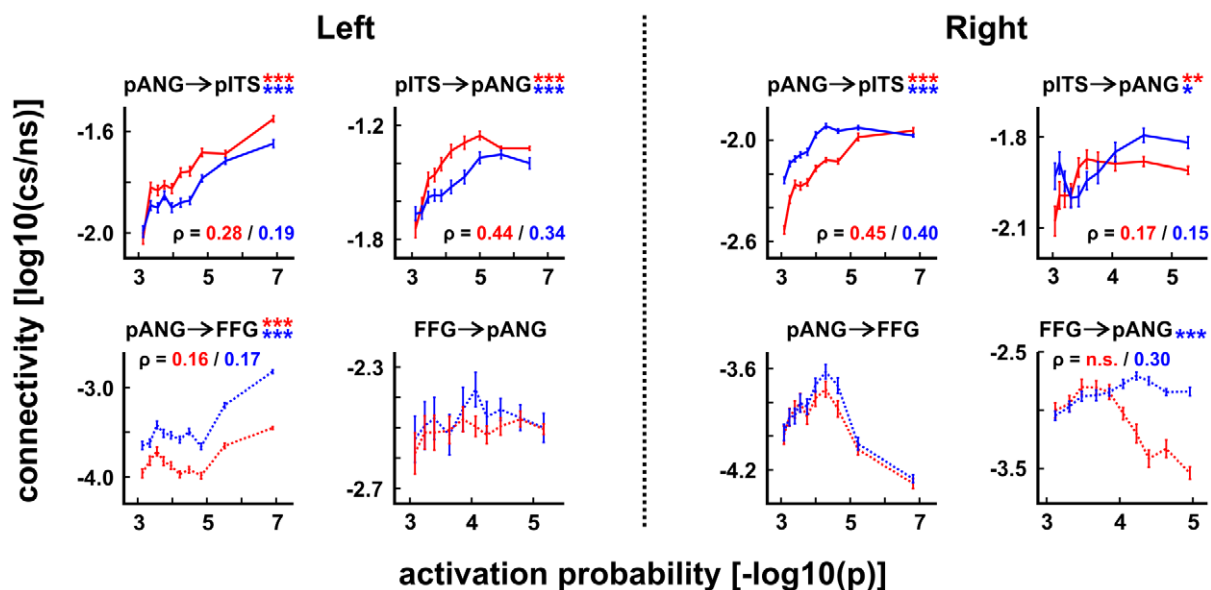 Left
Right
pANG→pITS ***
***
pITS→pANG ***
***
pANG→pITS ***
***
pITS→pANG **
*
connectivity [log10(cs/ns)]
-1.6
-2.0
ρ = 0.28 / 0.19
3 5 7
-1.2
-1.8
ρ = 0.44 / 0.34
3 5 7
-2.0
-2.6
ρ = 0.45 / 0.40
3 5 7
-1.8
-2.1
ρ = 0.17 / 0.15
3 4 5
pANG→FFG ***
***
FFG→pANG
pANG→FFG
FFG→pANG ***
ρ = 0.16 / 0.17
-3.0
-4.0
3 5 7
-2.3
-2.7
3 4 5
-3.6
-4.2
3 5 7
ρ = n.s. / 0.30
-2.5
-3.5
3 4 5
activation probability [-log10(p)]